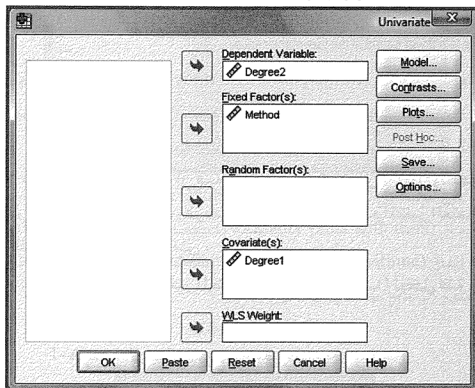 Univariate
Dependent Variable:
Degree2
Fixed Factor(s):
Method
Random Factor(s):
Covariate(s):
Degree1
WLS Weight:
Model...
Contrasts...
Plots...
Post Hoc...
Save...
Options...
OK
Paste
Reset
Cancel
Help